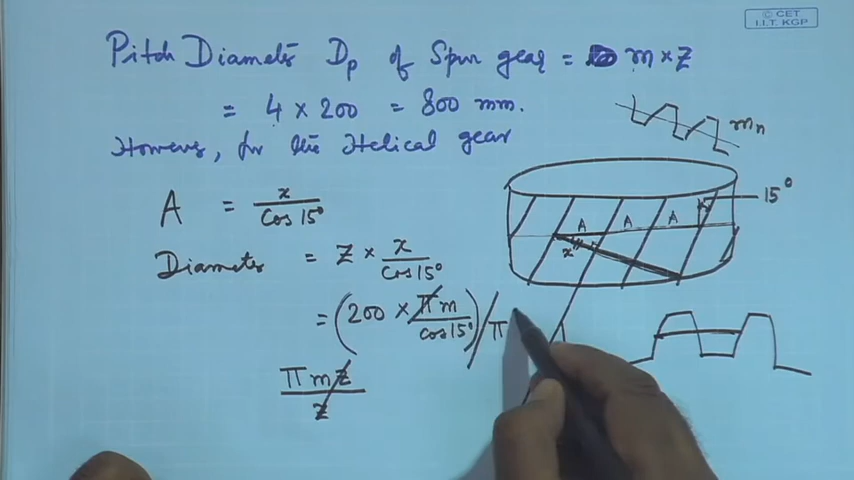 © CET
I.I.T. KGP
Pitch Diameter Dp of Spur gear = m × Z
= 4 × 200 = 800 mm.
However, for the Helical gear
mn
A = x / Cos 15°
15°
A A A
x
Diameter = Z × x / Cos 15°
= (200 × πm / cos 15°) / π
πmz / z